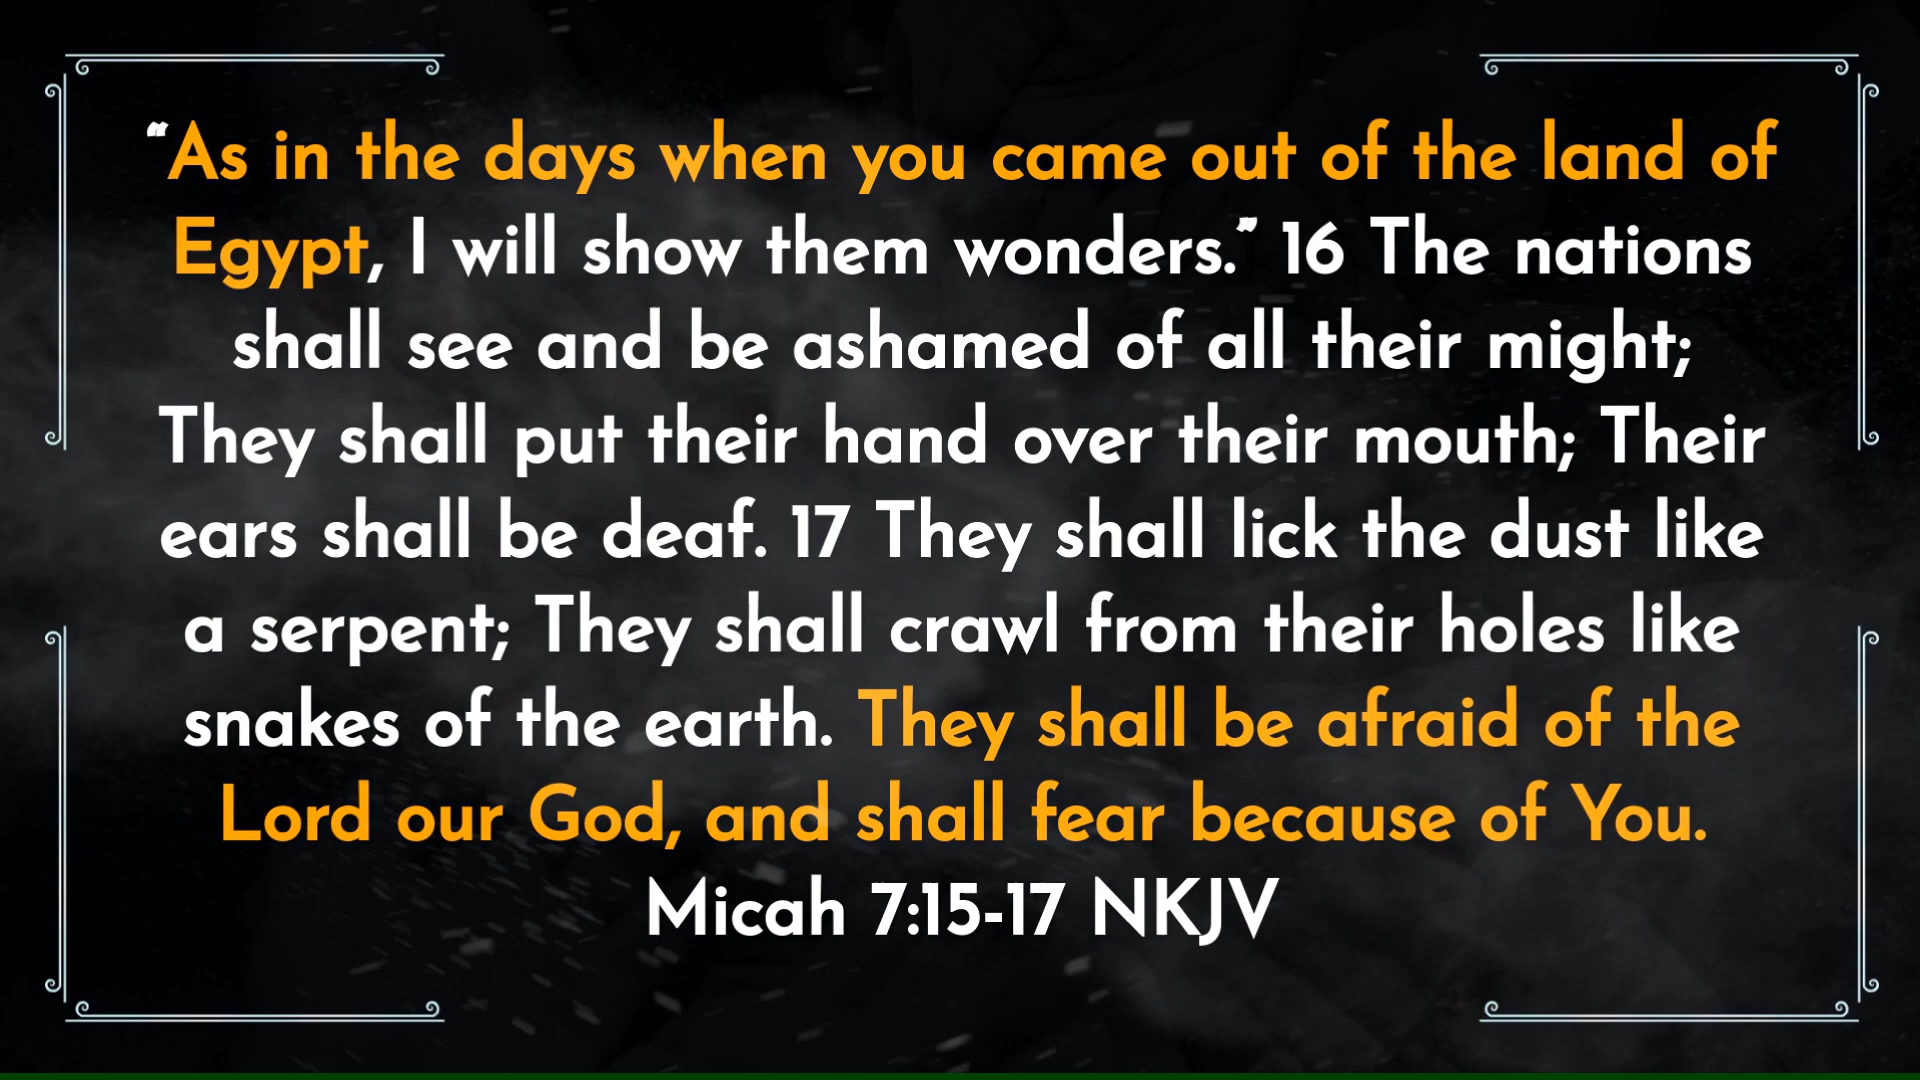 “As in the days when you came out of the land of
Egypt, I will show them wonders.” 16 The nations
shall see and be ashamed of all their might;
They shall put their hand over their mouth; Their
ears shall be deaf. 17 They shall lick the dust like
a serpent; They shall crawl from their holes like
snakes of the earth. They shall be afraid of the
Lord our God, and shall fear because of You.
Micah 7:15-17 NKJV